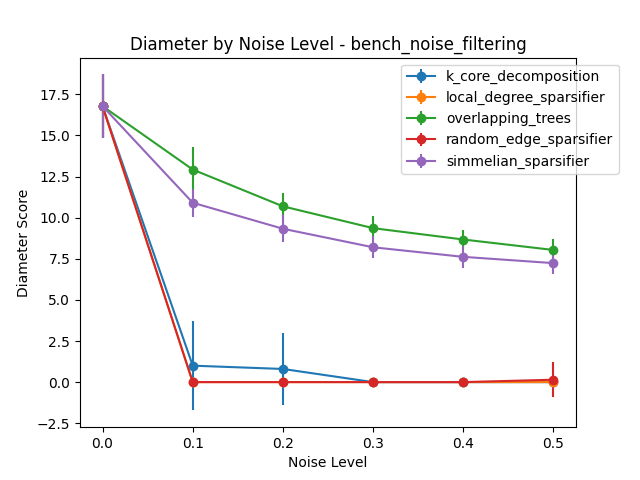 Diameter by Noise Level - bench_noise_filtering
k_core_decomposition
local_degree_sparsifier
overlapping_trees
random_edge_sparsifier
simmelian_sparsifier
Diameter Score
17.5
15.0
12.5
10.0
7.5
5.0
2.5
0.0
−2.5
0.0 0.1 0.2 0.3 0.4 0.5
Noise Level